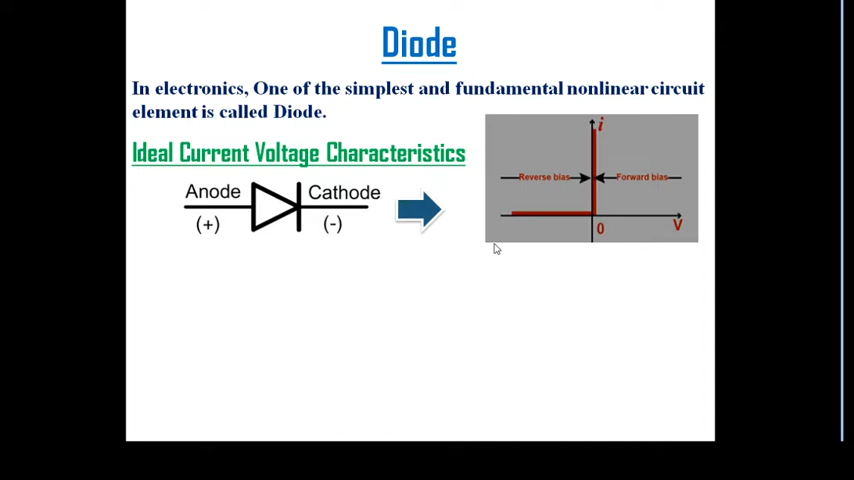 Diode
In electronics, One of the simplest and fundamental nonlinear circuit
element is called Diode.
Ideal Current Voltage Characteristics
Anode
Cathode
(+)
(-)
i
Reverse bias
Forward bias
0
V